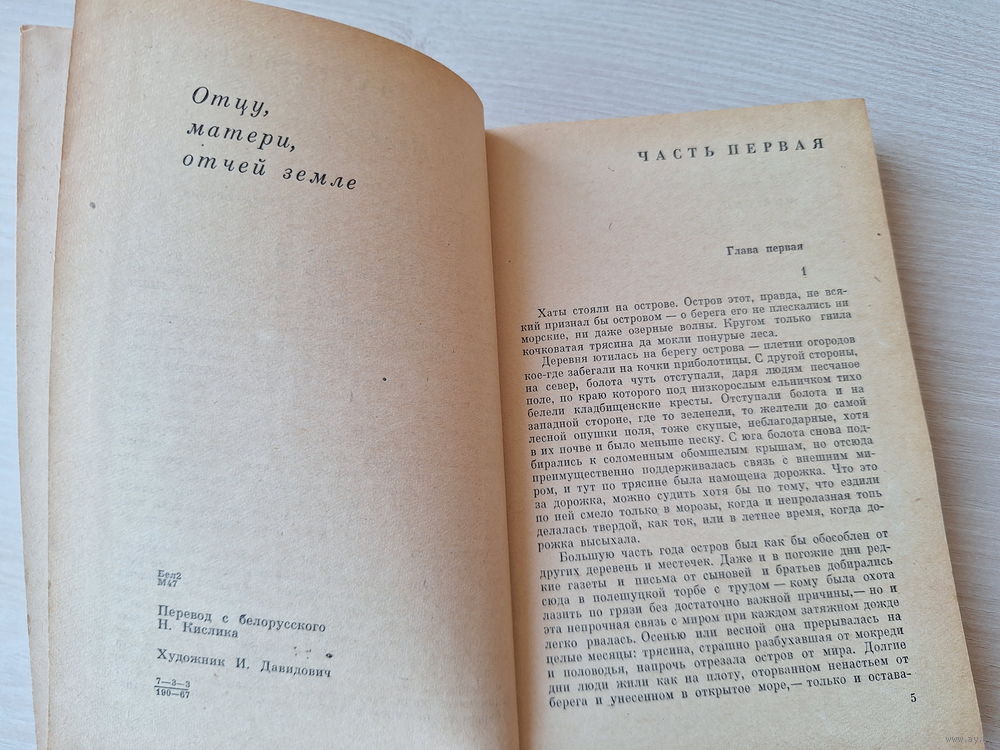 Отцу,
матери,
отчей земле
Бел2
М47
Перевод с белорусского
Н. Кислика
Художник И. Давидович
7—3—3
190—67
ЧАСТЬ ПЕРВАЯ
Глава первая
1
Хаты стояли на острове. Остров этот, правда, не вся-
кий признал бы островом — о берега его не плескались ни
морские, ни даже озерные волны. Кругом только гнила
кочковатая трясина да мокли понурые леса.
Деревня ютилась на берегу острова — плетни огородов
кое-где забегали на кочки приболотицы. С другой стороны,
на север, болота чуть отступали, даря людям песчаное
поле, по краю которого под низкорослым ельничком тихо
белели кладбищенские кресты. Отступали болота и на
западной стороне, где то зеленели, то желтели до самой
лесной опушки поля, тоже скупые, неблагодарные, хотя
в их почве и было меньше песку. С юга болота снова под-
бирались к соломенным обомшелым крышам, но отсюда
преимущественно поддерживалась связь с внешним ми-
ром, и тут по трясине была намощена дорожка. Что это
за дорожка, можно судить хотя бы по тому, что ездили
по ней смело только в морозы, когда и непролазная топь
делалась твердой, как ток, или в летнее время, когда до-
рожка высыхала.
Большую часть года остров был как бы обособлен от
других деревень и местечек. Даже и в погожие дни ред-
кие газеты и письма от сыновей и братьев добирались
сюда в полешуцкой торбе с трудом — кому была охота
лазить по грязи без достаточно важной причины,— но и
эта непрочная связь с миром при каждом затяжном дожде
легко рвалась. Осенью или весной она прерывалась на
целые месяцы: трясина, страшно разбухавшая от мокреди
и половодья, напрочь отрезала остров от мира. Долгие
дни люди жили как на плоту, оторванном ненастьем от
берега и унесенном в открытое море,— только и остава-
5
www.ay.